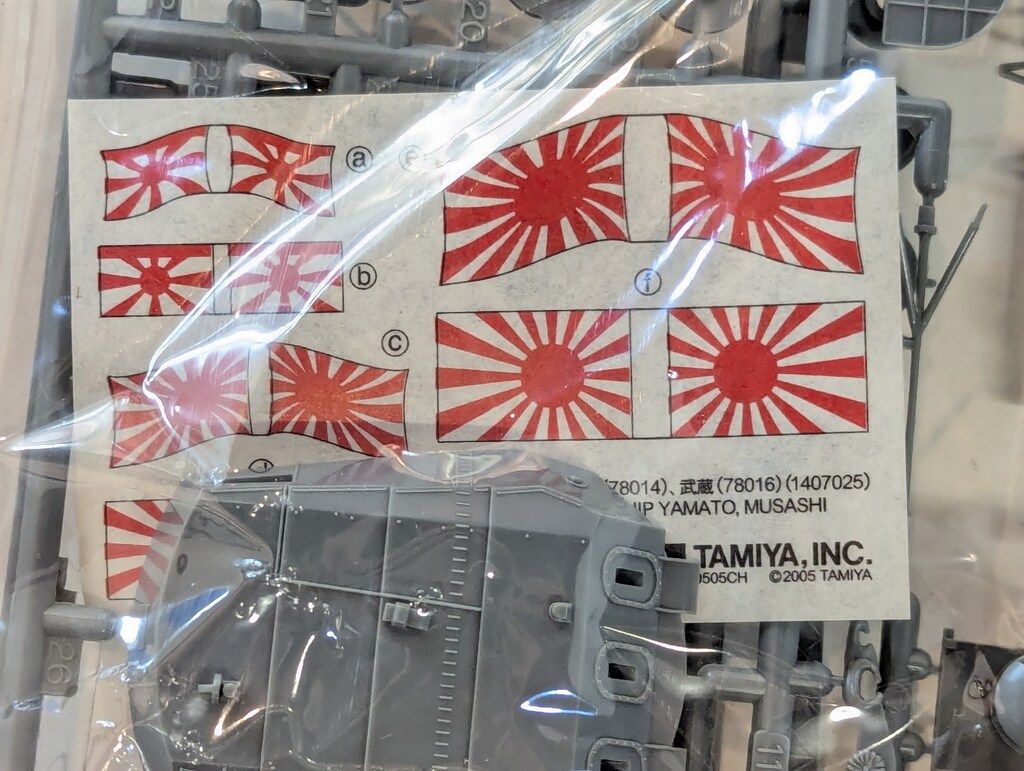 20
25
a
e
b
f
c
(78014)、武蔵(78016)(1407025)
IP YAMATO, MUSASHI
TAMIYA, INC.
0505CH ©2005 TAMIYA
26
11